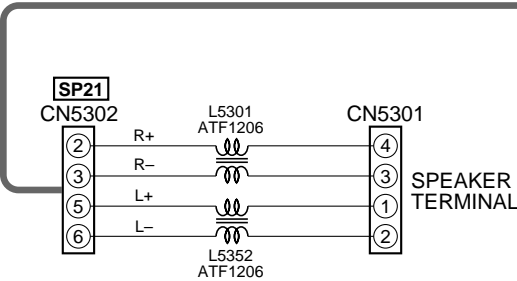 SP21
CN5302
L5301
ATF1206
CN5301
2
R+
4
3
R–
3
SPEAKER
TERMINAL
5
L+
1
6
L–
2
L5352
ATF1206